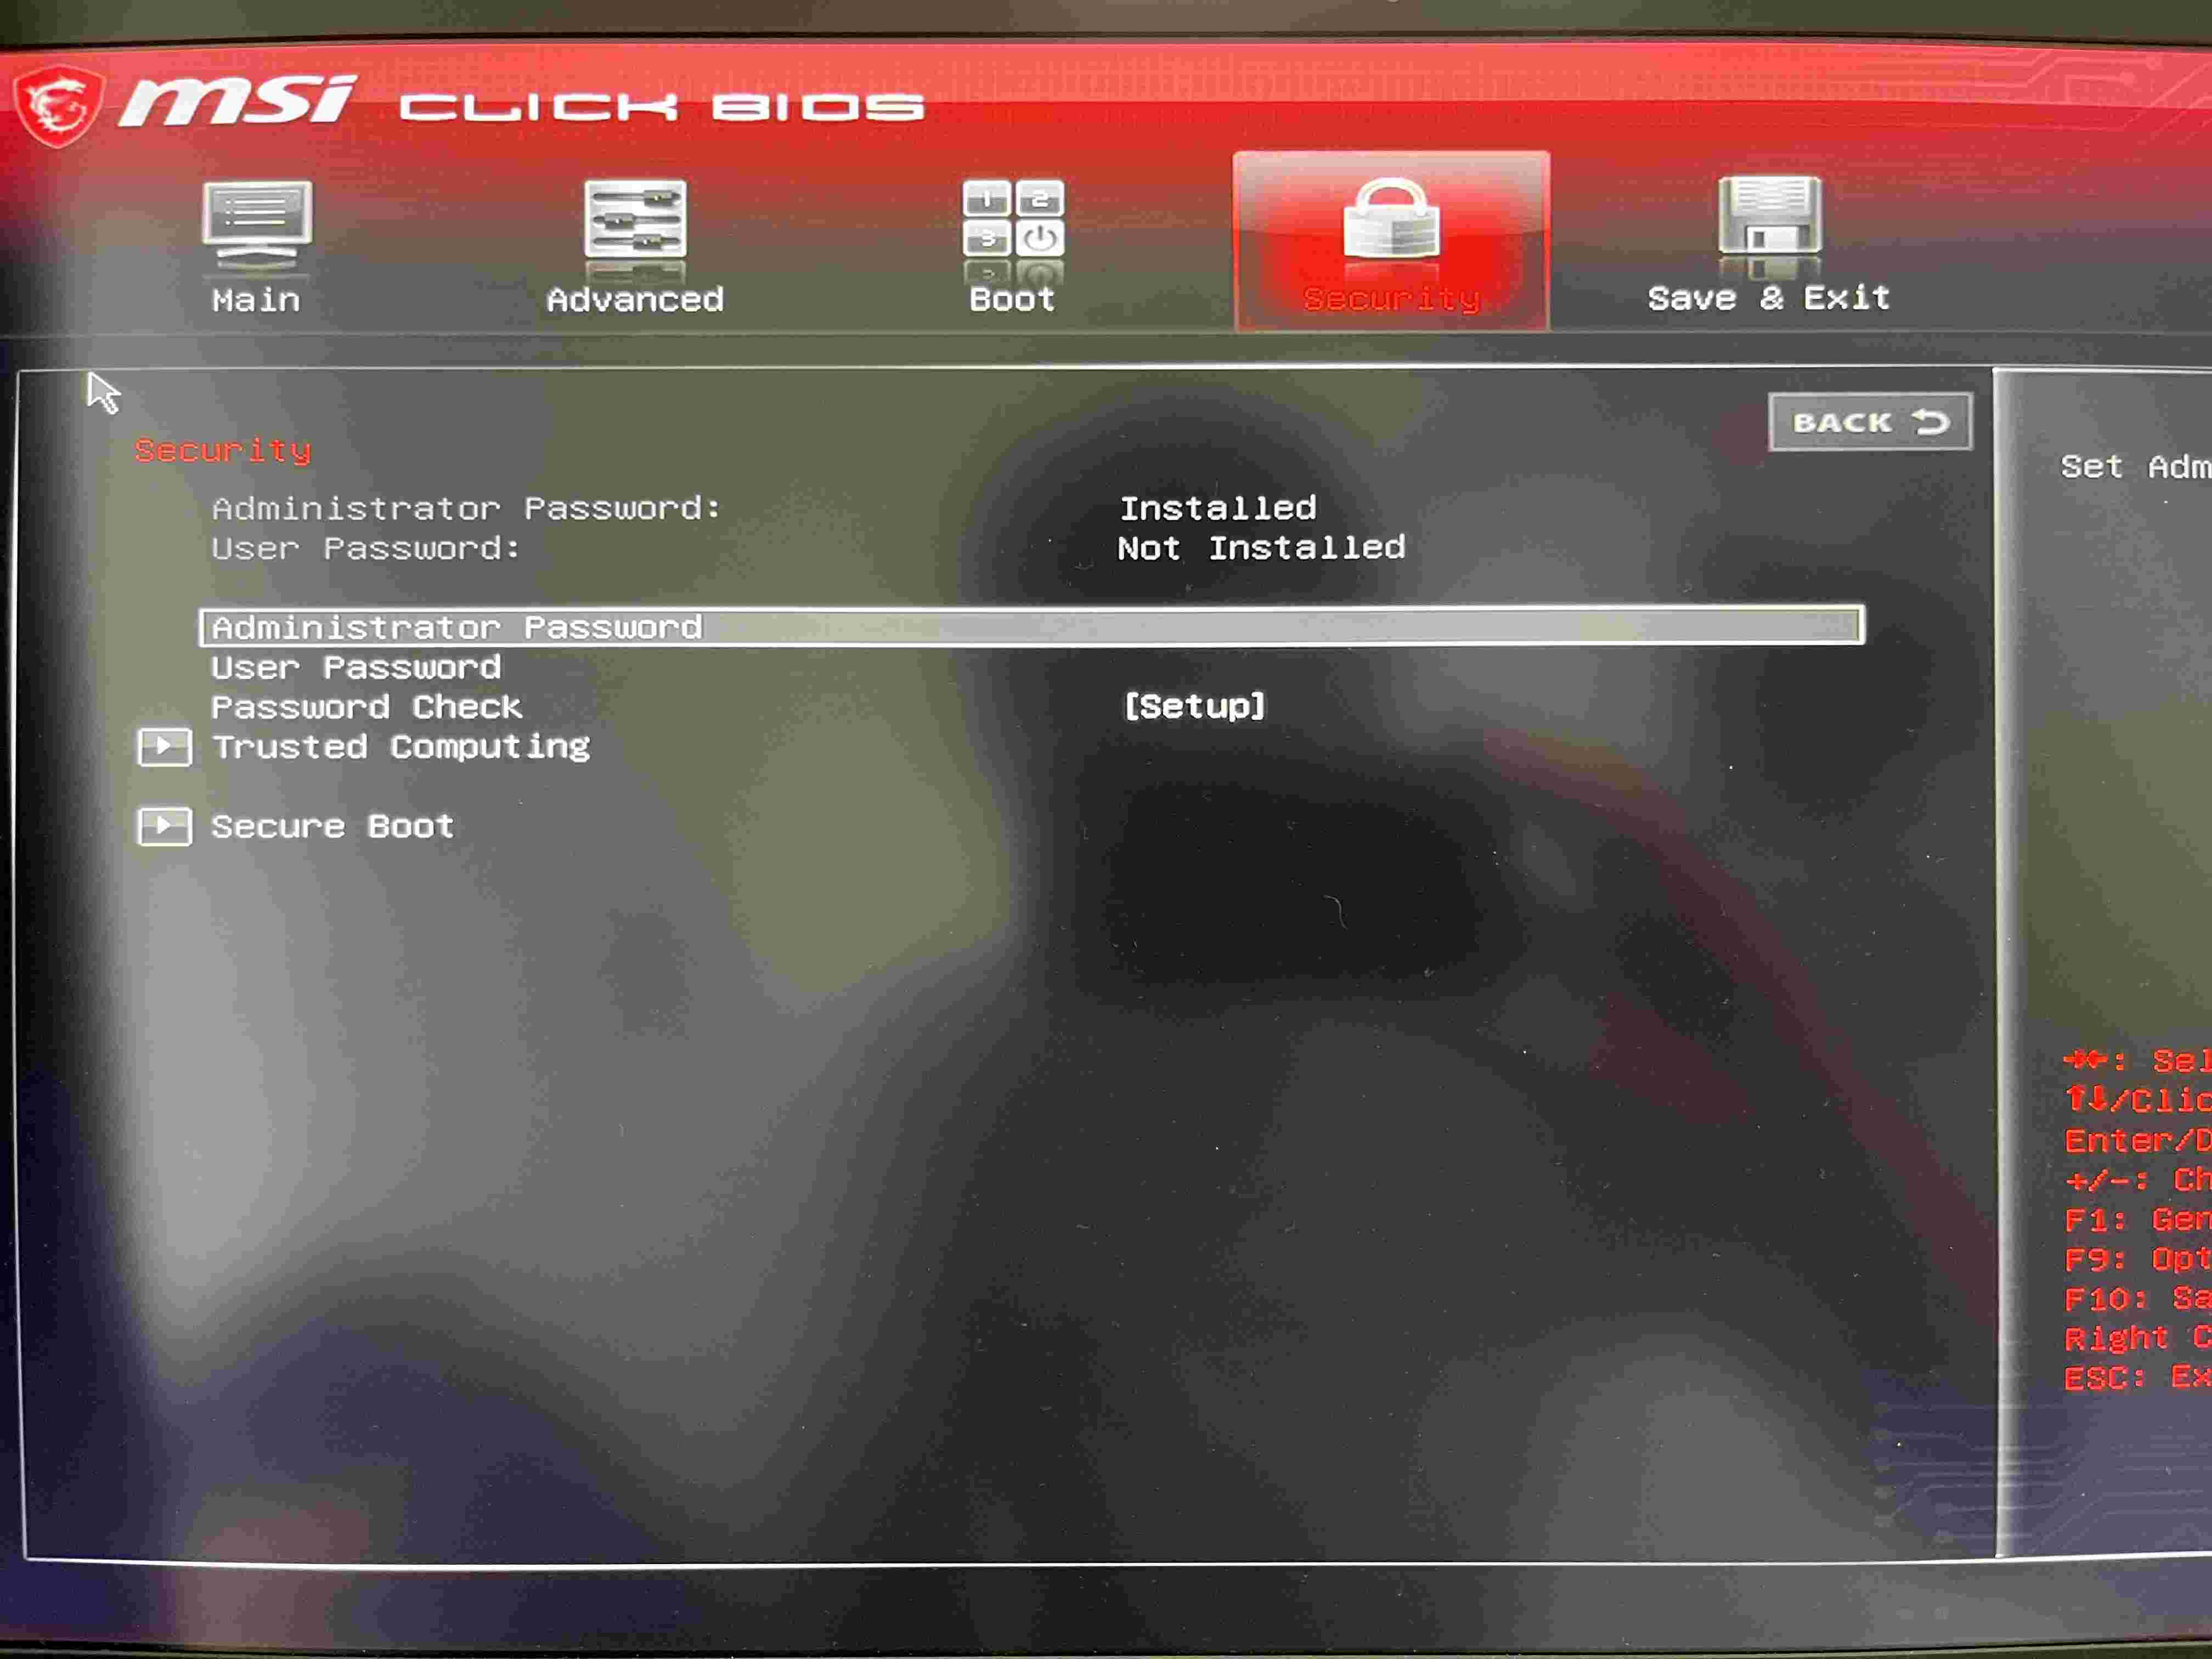 msi CLICK BIOS
Main
Advanced
Boot
Security
Save & Exit
BACK
Security
Administrator Password: Installed
User Password: Not Installed
Administrator Password
User Password
Password Check [Setup]
Trusted Computing
Secure Boot
Set Adm
→←: Sel
↑↓/Clic
Enter/D
+/-: Ch
F1: Gen
F9: Opt
F10: Sa
Right C
ESC: Ex